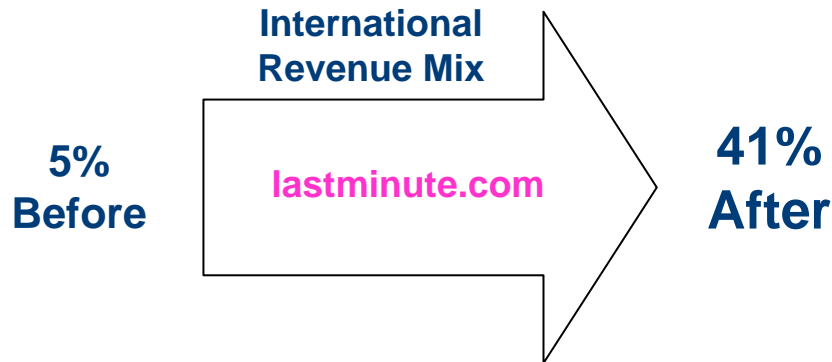 International
Revenue Mix
5%
Before
lastminute.com
41%
After